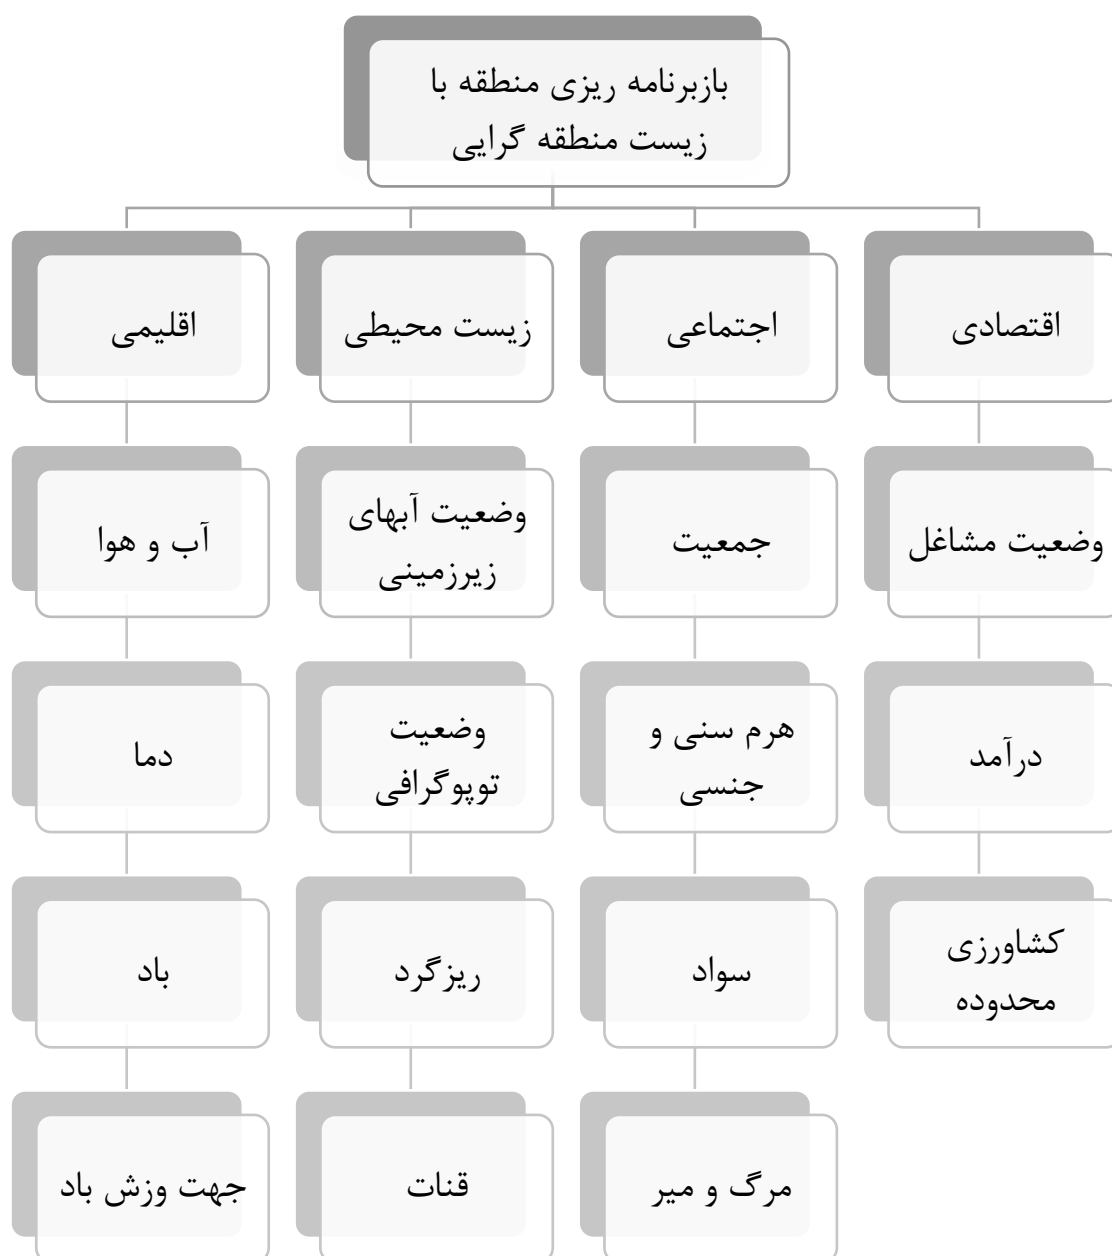 بازبرنامه ریزی منطقه با
زیست منطقه گرایی
اقتصادی
اجتماعی
زیست محیطی
اقلیمی
وضعیت مشاغل
جمعیت
وضعیت آبهای
زیرزمینی
آب و هوا
درآمد
هرم سنی و
جنسی
وضعیت
توپوگرافی
دما
کشاورزی
محدوده
سواد
ریزگرد
باد
مرگ و میر
قنات
جهت وزش باد